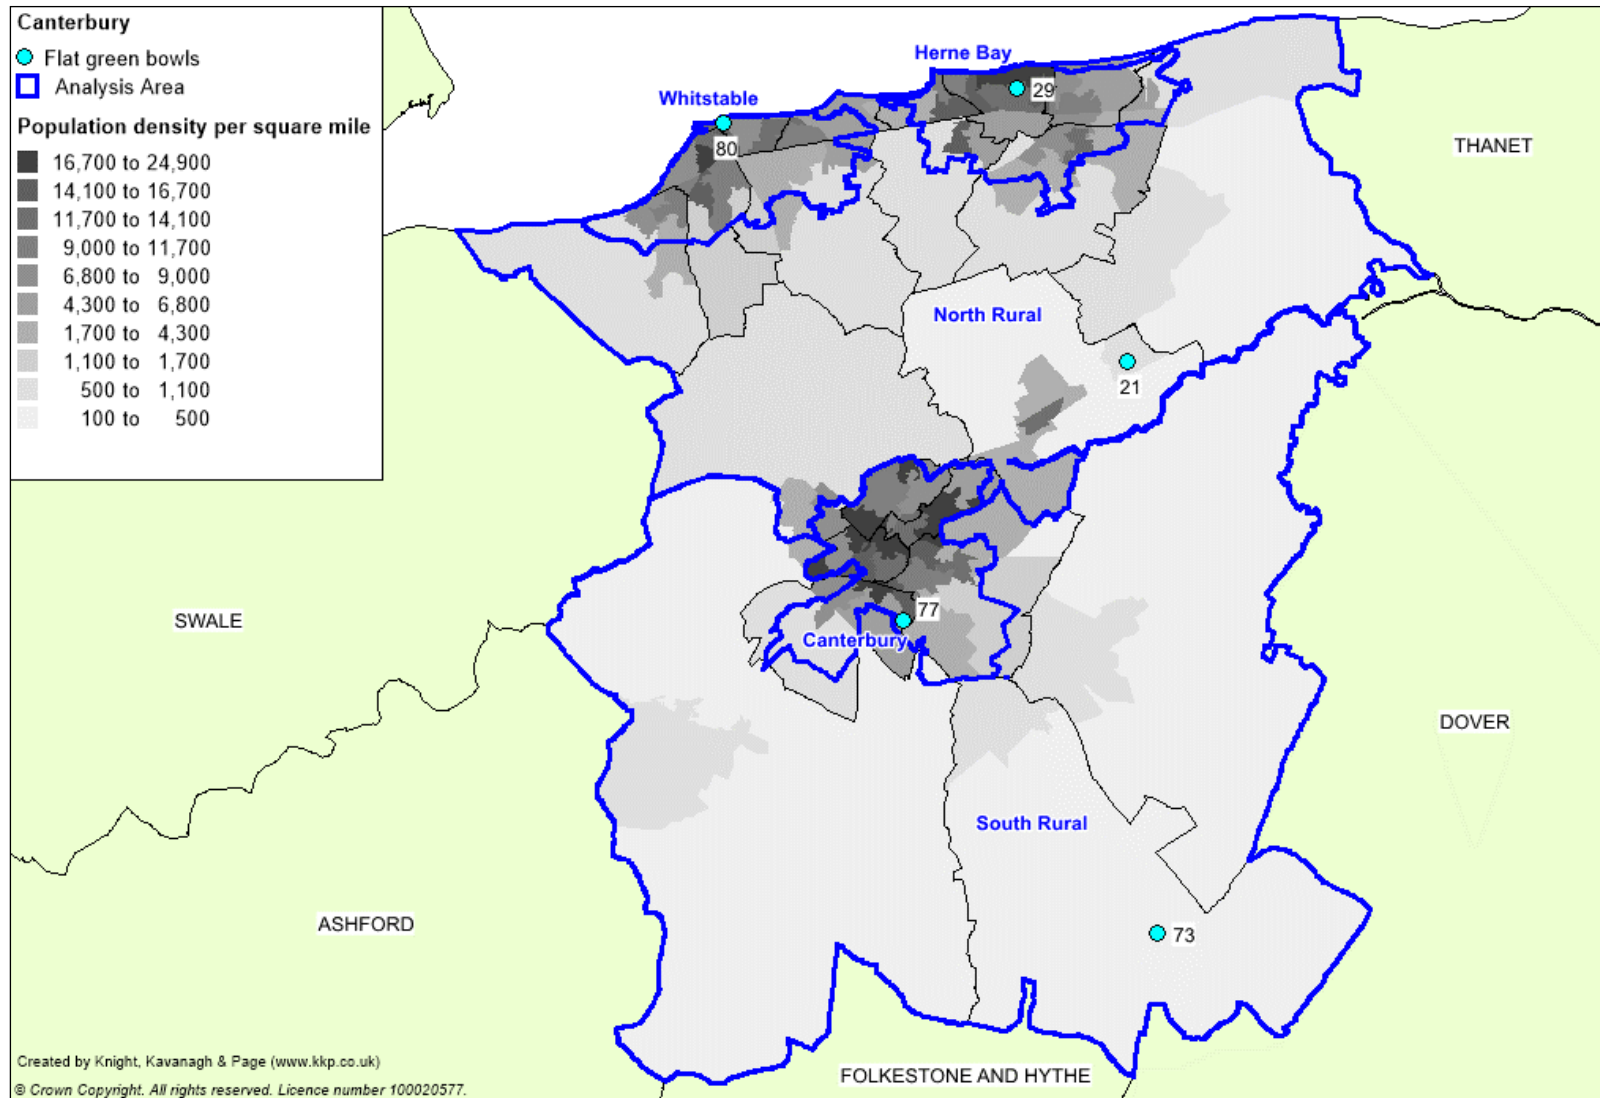 Canterbury
Flat green bowls
Analysis Area
Population density per square mile
16,700 to 24,900
14,100 to 16,700
11,700 to 14,100
9,000 to 11,700
6,800 to 9,000
4,300 to 6,800
1,700 to 4,300
1,100 to 1,700
500 to 1,100
100 to 500
Herne Bay
29
Whitstable
80
THANET
North Rural
21
SWALE
77
Canterbury
DOVER
South Rural
ASHFORD
73
Created by Knight, Kavanagh & Page (www.kkp.co.uk)
FOLKESTONE AND HYTHE
© Crown Copyright. All rights reserved. Licence number 100020577.